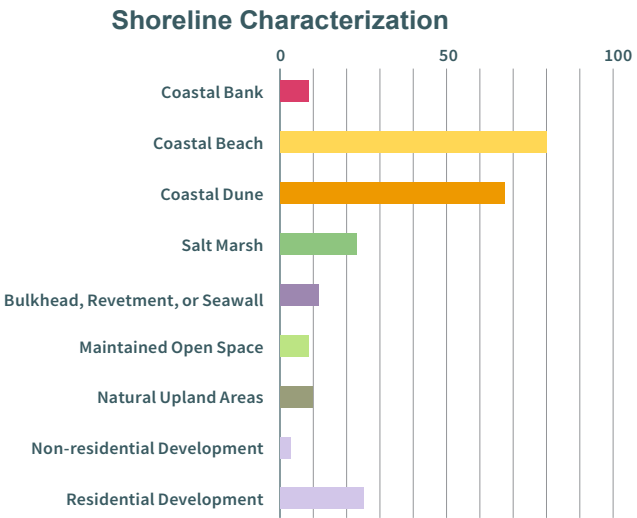 Shoreline Characterization
0 50 100
Coastal Bank
Coastal Beach
Coastal Dune
Salt Marsh
Bulkhead, Revetment, or Seawall
Maintained Open Space
Natural Upland Areas
Non-residential Development
Residential Development